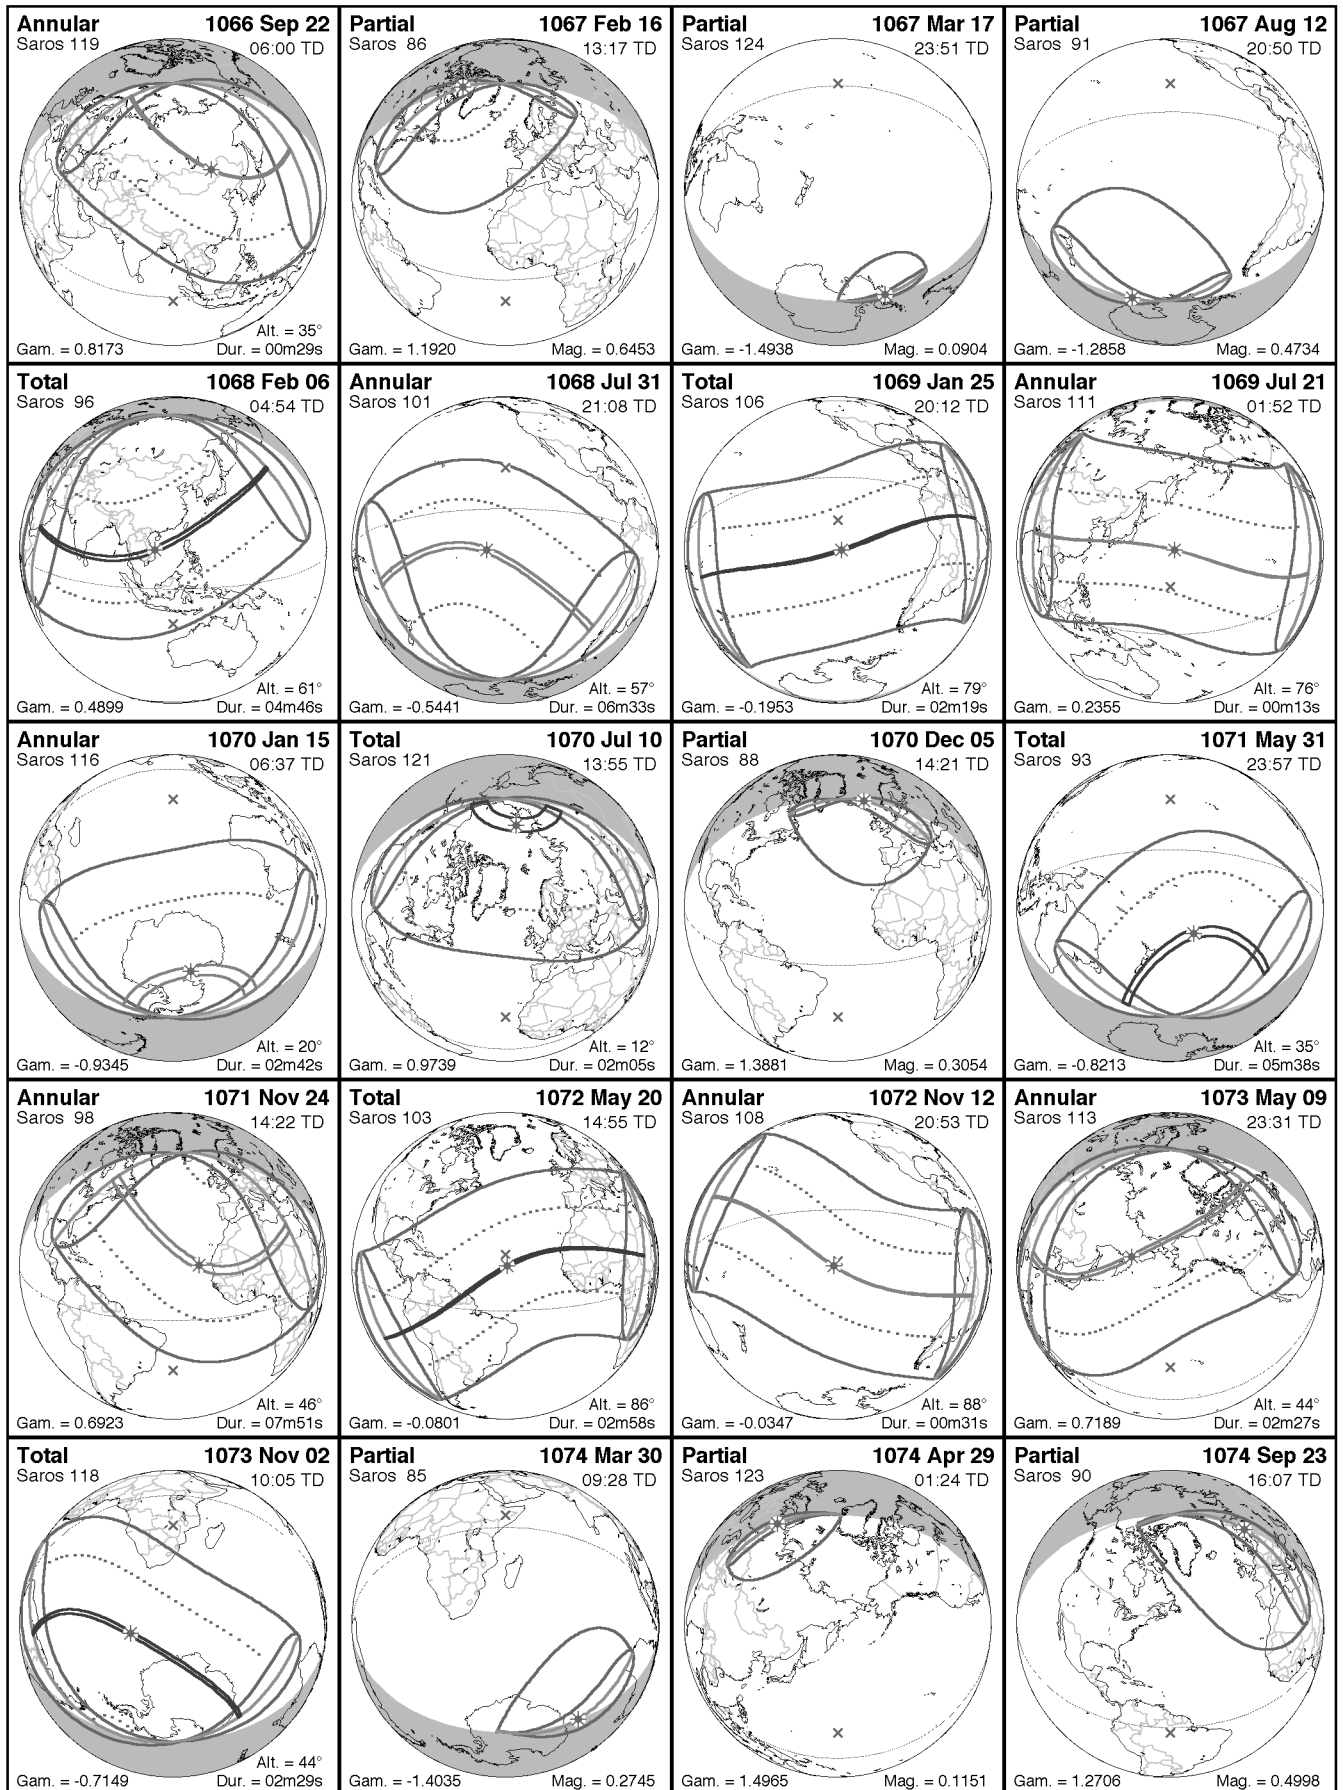 Annular 1066 Sep 22
Saros 119 06:00 TD
Alt. = 35°
Gam. = 0.8173 Dur. = 00m29s
Partial 1067 Feb 16
Saros 86 13:17 TD
Gam. = 1.1920 Mag. = 0.6453
Partial 1067 Mar 17
Saros 124 23:51 TD
Gam. = -1.4938 Mag. = 0.0904
Partial 1067 Aug 12
Saros 91 20:50 TD
Gam. = -1.2858 Mag. = 0.4734
Total 1068 Feb 06
Saros 96 04:54 TD
Alt. = 61°
Gam. = 0.4899 Dur. = 04m46s
Annular 1068 Jul 31
Saros 101 21:08 TD
Alt. = 57°
Gam. = -0.5441 Dur. = 06m33s
Total 1069 Jan 25
Saros 106 20:12 TD
Alt. = 79°
Gam. = -0.1953 Dur. = 02m19s
Annular 1069 Jul 21
Saros 111 01:52 TD
Alt. = 76°
Gam. = 0.2355 Dur. = 00m13s
Annular 1070 Jan 15
Saros 116 06:37 TD
Alt. = 20°
Gam. = -0.9345 Dur. = 02m42s
Total 1070 Jul 10
Saros 121 13:55 TD
Alt. = 12°
Gam. = 0.9739 Dur. = 02m05s
Partial 1070 Dec 05
Saros 88 14:21 TD
Gam. = 1.3881 Mag. = 0.3054
Total 1071 May 31
Saros 93 23:57 TD
Alt. = 35°
Gam. = -0.8213 Dur. = 05m38s
Annular 1071 Nov 24
Saros 98 14:22 TD
Alt. = 46°
Gam. = 0.6923 Dur. = 07m51s
Total 1072 May 20
Saros 103 14:55 TD
Alt. = 86°
Gam. = -0.0801 Dur. = 02m58s
Annular 1072 Nov 12
Saros 108 20:53 TD
Alt. = 88°
Gam. = -0.0347 Dur. = 00m31s
Annular 1073 May 09
Saros 113 23:31 TD
Alt. = 44°
Gam. = 0.7189 Dur. = 02m27s
Total 1073 Nov 02
Saros 118 10:05 TD
Alt. = 44°
Gam. = -0.7149 Dur. = 02m29s
Partial 1074 Mar 30
Saros 85 09:28 TD
Gam. = -1.4035 Mag. = 0.2745
Partial 1074 Apr 29
Saros 123 01:24 TD
Gam. = 1.4965 Mag. = 0.1151
Partial 1074 Sep 23
Saros 90 16:07 TD
Gam. = 1.2706 Mag. = 0.4998